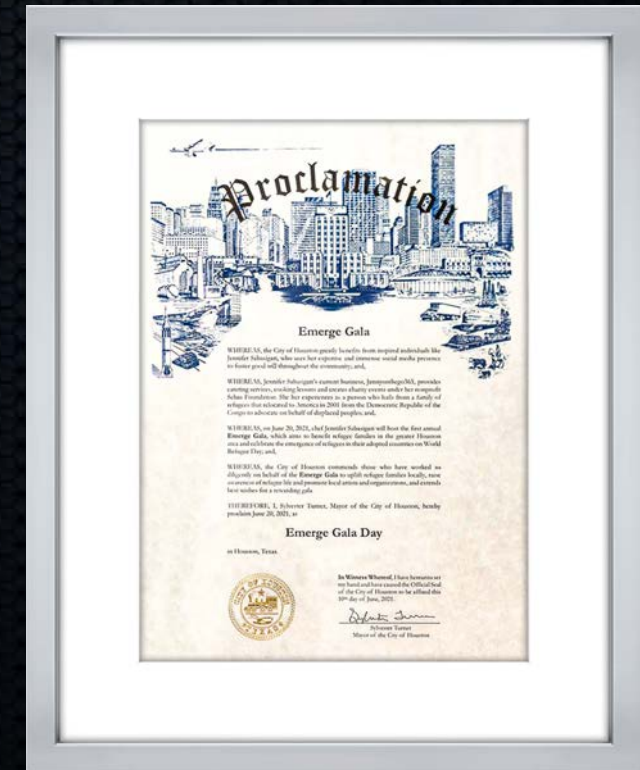 Proclamation
Emerge Gala
WHEREAS, the City of Houston greatly benefits from inspired individuals like
Jennifer Sabusigari, who uses her expertise and immense social media presence
to foster good will throughout the community; and,
WHEREAS, Jennifer Sabusigari's current business, Jennyonthego365, provides
catering services, cooking lessons and creates charity events under her nonprofit
Foundation. She her experiences as a person who hails from a family of
refugees that relocated to America in 2001 from the Democratic Republic of the
Congo to advocate on behalf of displaced peoples; and,
WHEREAS, on June 20, 2021, chef Jennifer Sabusigari will host the first annual
Emerge Gala, which aims to benefit refugee families in the greater Houston
area and celebrate the emergence of refugees in their adopted countries on World
Refugee Day; and,
WHEREAS, the City of Houston commends those who have worked so
diligently on behalf of the Emerge Gala to uplift refugee families locally, raise
awareness of refugee life and promote local artists and organizations, and extends
best wishes for a rewarding gala.
THEREFORE, I, Sylvester Turner, Mayor of the City of Houston, hereby
proclaim June 20, 2021, as
Emerge Gala Day
in Houston, Texas.
In Witness Whereof, I have hereunto set
my hand and have caused the Official Seal
of the City of Houston to be affixed this
10th day of June, 2021.
Sylvester Turner
Mayor of the City of Houston
CITY OF HOUSTON
TEXAS